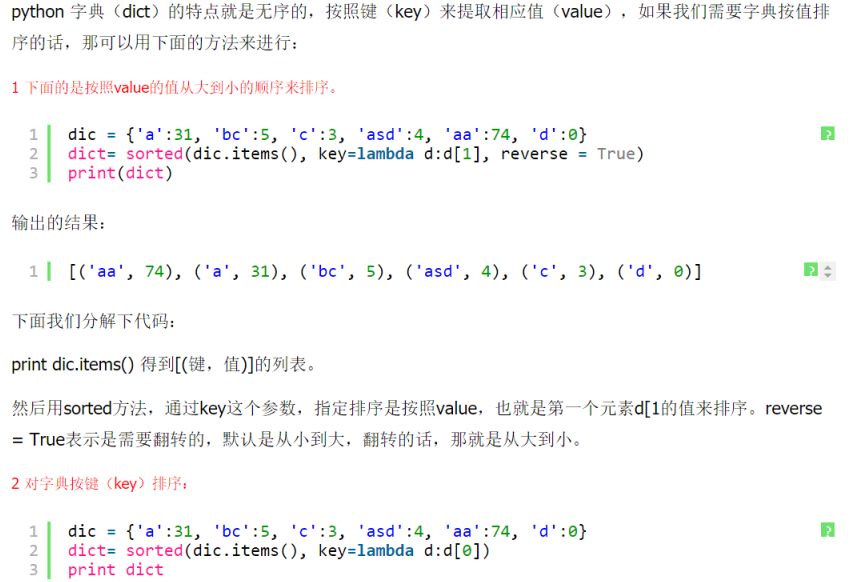 python 字典（dict）的特点就是无序的，按照键（key）来提取相应值（value），如果我们需要字典按值排
序的话，那可以用下面的方法来进行：
1 下面的是按照value的值从大到小的顺序来排序。
1 dic = {'a':31, 'bc':5, 'c':3, 'asd':4, 'aa':74, 'd':0}
2 dict= sorted(dic.items(), key=lambda d:d[1], reverse = True)
3 print(dict)
输出的结果：
1 [('aa', 74), ('a', 31), ('bc', 5), ('asd', 4), ('c', 3), ('d', 0)]
下面我们分解下代码：
print dic.items() 得到[(键，值)]的列表。
然后用sorted方法，通过key这个参数，指定排序是按照value，也就是第一个元素d[1的值来排序。reverse
= True表示是需要翻转的，默认是从小到大，翻转的话，那就是从大到小。
2 对字典按键（key）排序：
1 dic = {'a':31, 'bc':5, 'c':3, 'asd':4, 'aa':74, 'd':0}
2 dict= sorted(dic.items(), key=lambda d:d[0])
3 print dict